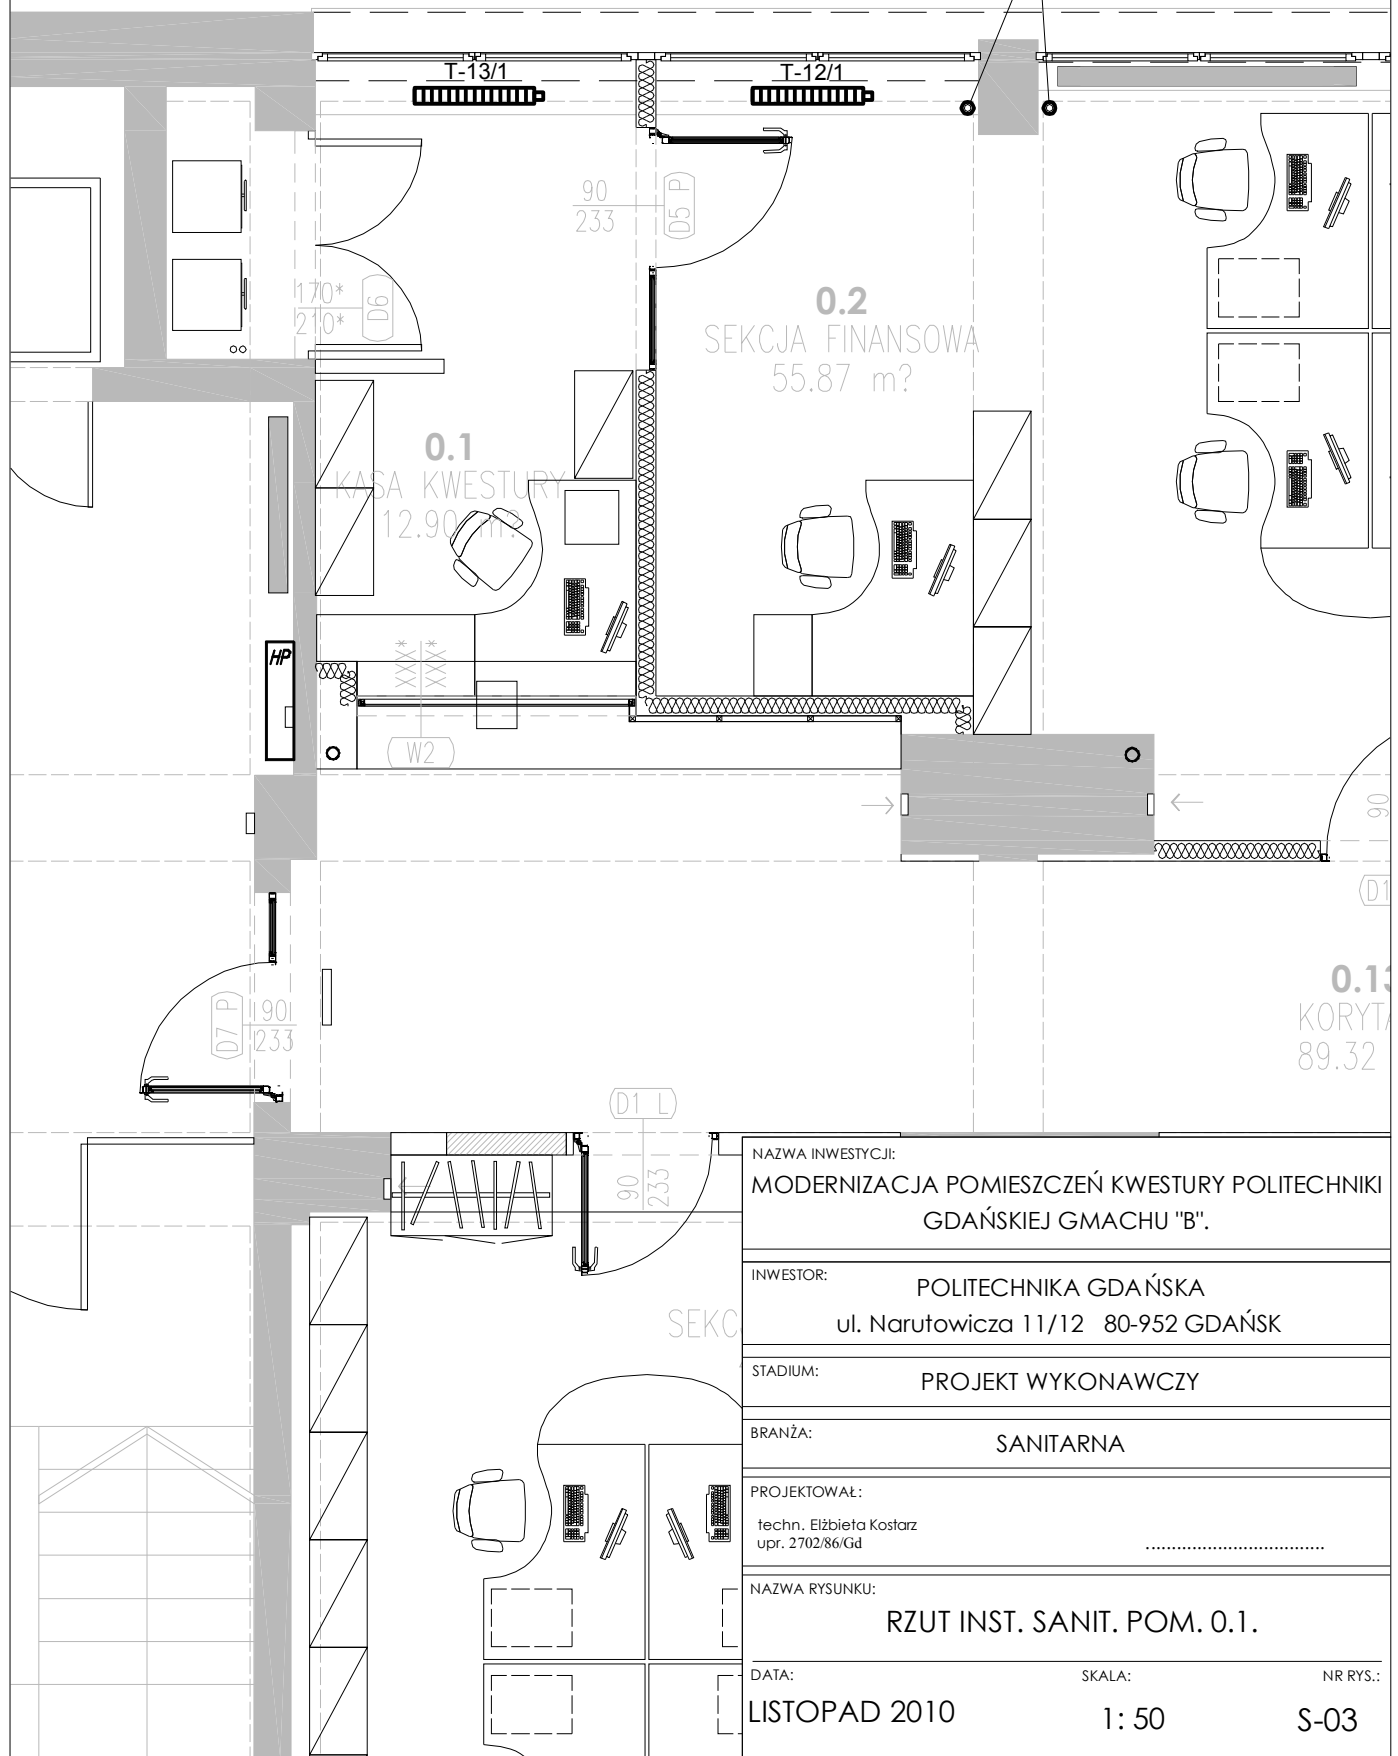 T-13/1
T-12/1
90
233
D5 P
170*
210*
D6
0.2
SEKCJA FINANSOWA
55.87 m?
0.1
KASA KWESTURY
12.90 m?
HP
XXX*
XXX*
W2
90
D1
0.13
KORYTA
89.32
D7 P
90
233
D1 L
90
233
SEKC
NAZWA INWESTYCJI:
MODERNIZACJA POMIESZCZEŃ KWESTURY POLITECHNIKI
GDAŃSKIEJ GMACHU "B".
INWESTOR:
POLITECHNIKA GDAŃSKA
ul. Narutowicza 11/12 80-952 GDAŃSK
STADIUM:
PROJEKT WYKONAWCZY
BRANŻA:
SANITARNA
PROJEKTOWAŁ:
techn. Elżbieta Kostarz
upr. 2702/86/Gd
...................................
NAZWA RYSUNKU:
RZUT INST. SANIT. POM. 0.1.
DATA:
SKALA:
NR RYS.:
LISTOPAD 2010
1: 50
S-03